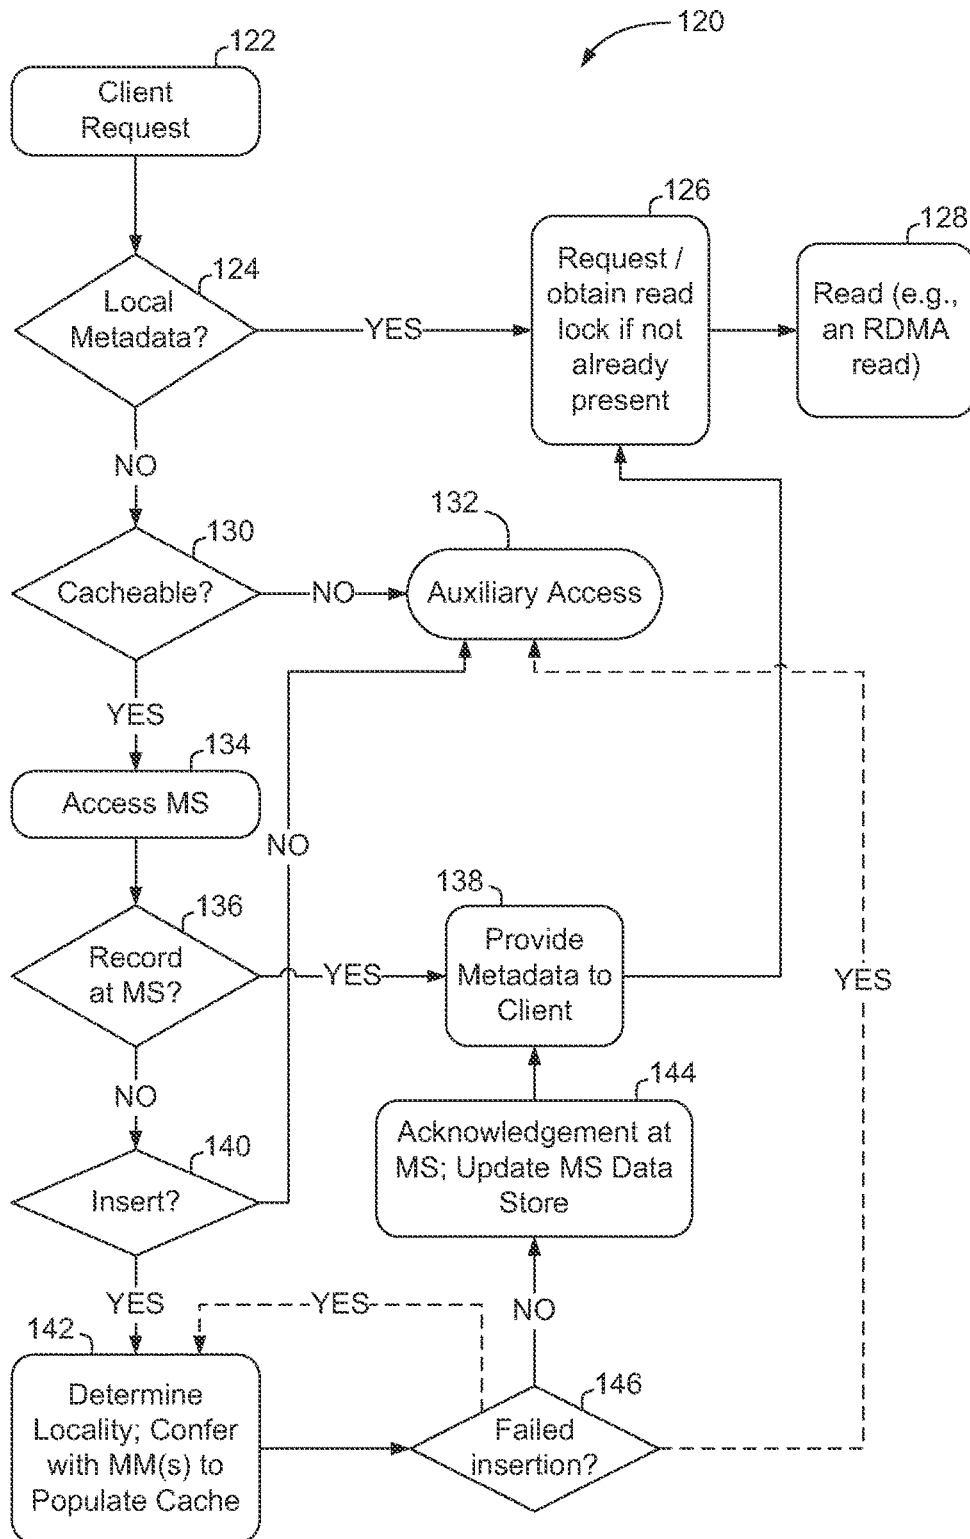 120
122
Client
Request
124
Local
Metadata?
YES
126
Request /
obtain read
lock if not
already
present
128
Read (e.g.,
an RDMA
read)
NO
130
Cacheable?
NO
132
Auxiliary Access
YES
134
Access MS
NO
136
Record
at MS?
YES
138
Provide
Metadata to
Client
YES
NO
144
Acknowledgement at
MS; Update MS Data
Store
140
Insert?
YES
YES
NO
142
Determine
Locality; Confer
with MM(s) to
Populate Cache
146
Failed
insertion?